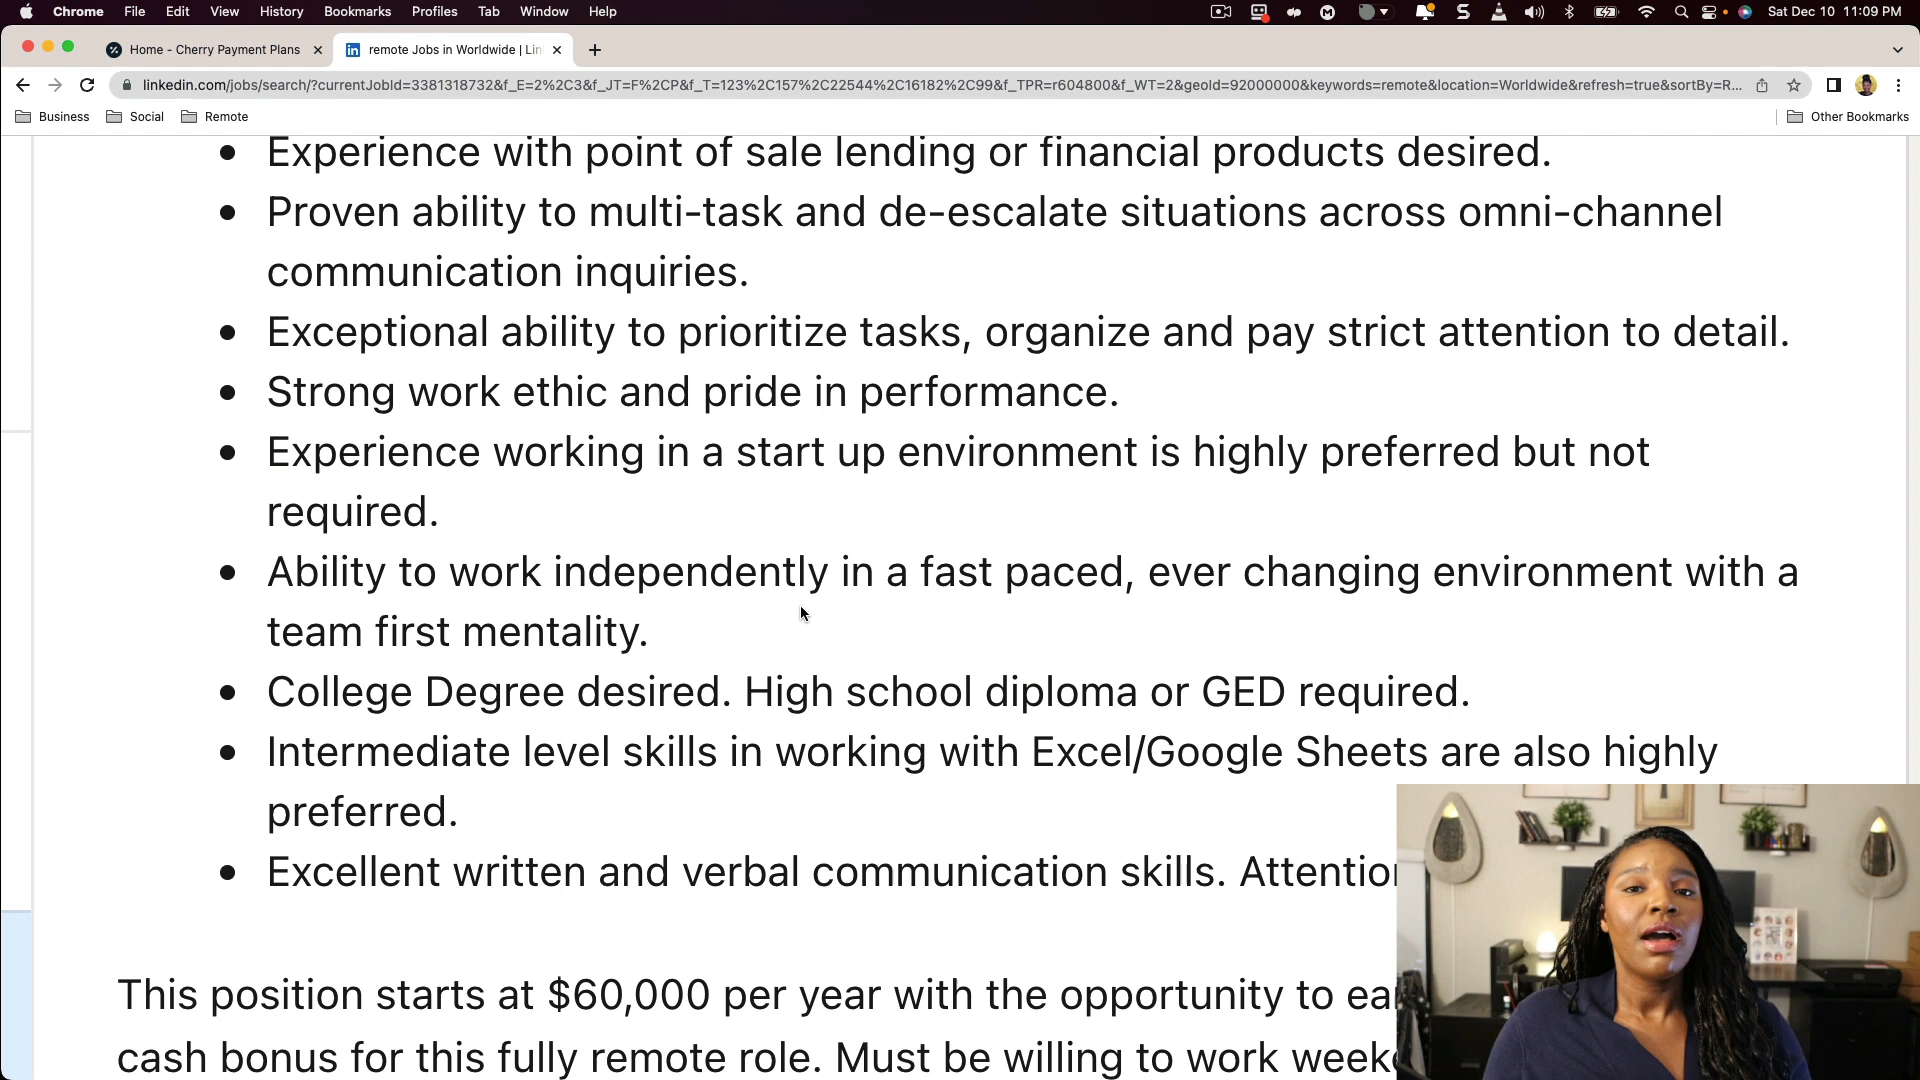 Chrome File Edit View History Bookmarks Profiles Tab Window Help Sat Dec 10 11:09 PM
Home - Cherry Payment Plans remote Jobs in Worldwide | Lin
linkedin.com/jobs/search/?currentJobId=3381318732&f_E=2%2C3&f_JT=F%2CP&f_T=123%2C157%2C22544%2C16182%2C99&f_TPR=r604800&f_WT=2&geoId=92000000&keywords=remote&location=Worldwide&refresh=true&sortBy=R...
Business Social Remote Other Bookmarks
• Experience with point of sale lending or financial products desired.
• Proven ability to multi-task and de-escalate situations across omni-channel
communication inquiries.
• Exceptional ability to prioritize tasks, organize and pay strict attention to detail.
• Strong work ethic and pride in performance.
• Experience working in a start up environment is highly preferred but not
required.
• Ability to work independently in a fast paced, ever changing environment with a
team first mentality.
• College Degree desired. High school diploma or GED required.
• Intermediate level skills in working with Excel/Google Sheets are also highly
preferred.
• Excellent written and verbal communication skills. Attentio
This position starts at $60,000 per year with the opportunity to ea
cash bonus for this fully remote role. Must be willing to work week